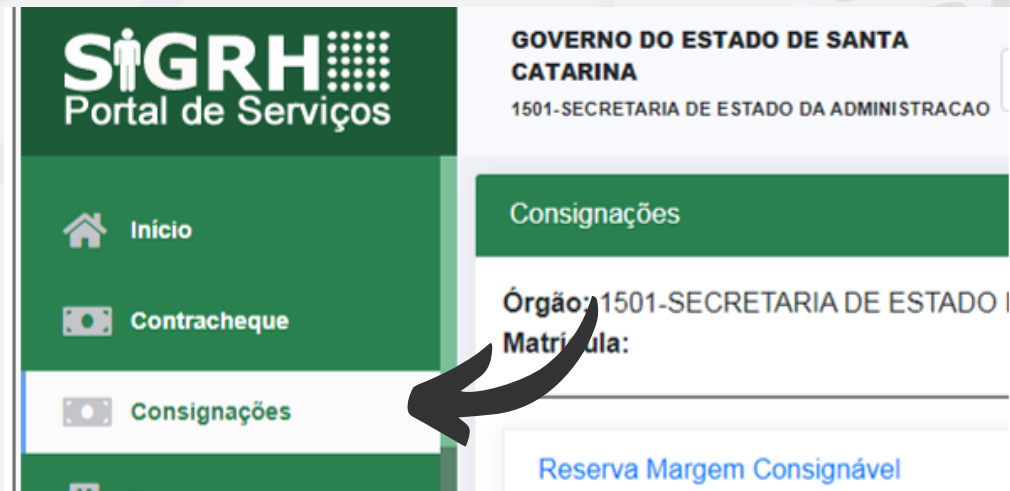 SIGRH
Portal de Serviços
GOVERNO DO ESTADO DE SANTA
CATARINA
1501-SECRETARIA DE ESTADO DA ADMINISTRACAO
Início
Contracheque
Consignações
Consignações
Órgão: 1501-SECRETARIA DE ESTADO
Matrícula:
Reserva Margem Consignável